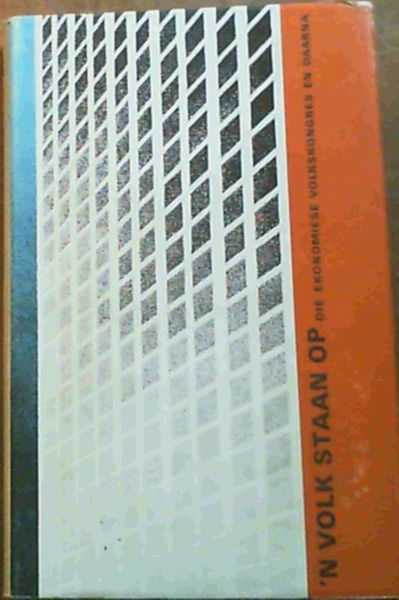 'N VOLK STAAN OP DIE EKONOMIESE VOLKSKONGRES EN DAARNA